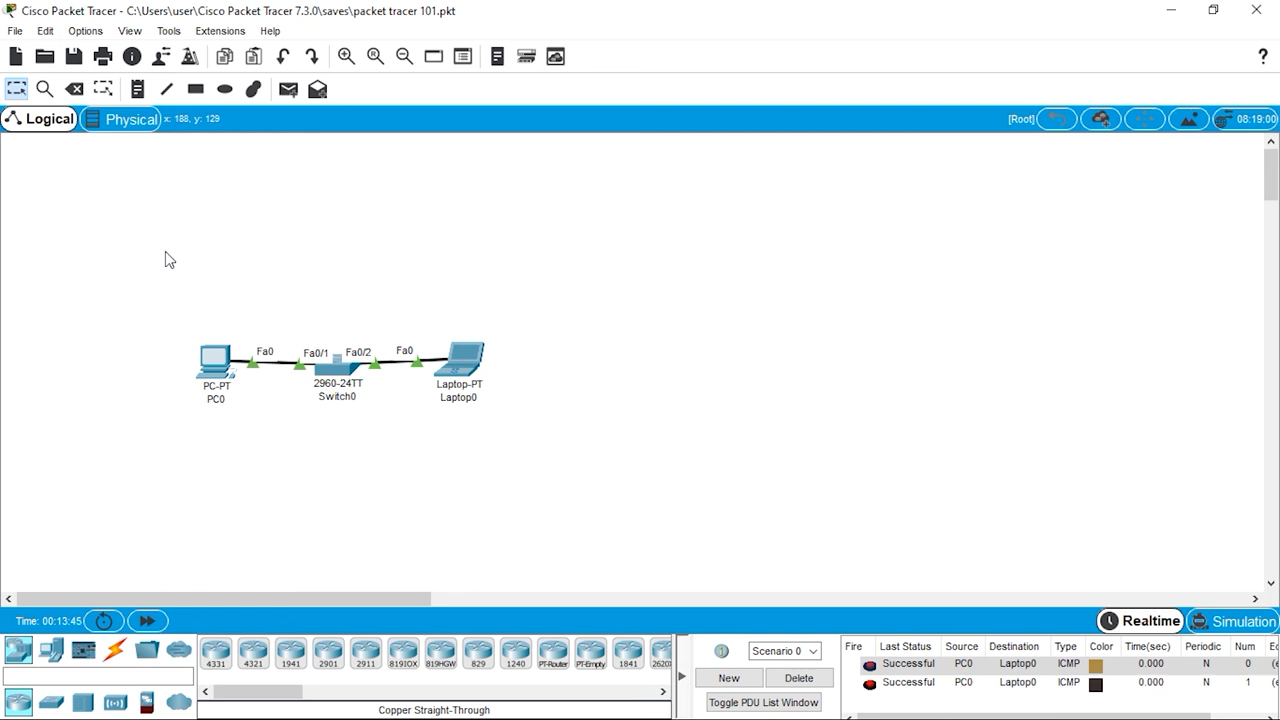 Cisco Packet Tracer - C:\Users\user\Cisco Packet Tracer 7.3.0\saves\packet tracer 101.pkt
File Edit Options View Tools Extensions Help
?
Logical Physical x: 188, y: 129 [Root] 08:19:00
Fa0 Fa0/1 Fa0/2 Fa0
PC-PT 2960-24TT Laptop-PT
PC0 Switch0 Laptop0
Time: 00:13:45 Realtime Simulation
4331 4321 1941 2901 2911 819IOX 819HGW 829 1240 PT-Router PT-Empty 1841 2620X
Copper Straight-Through
Scenario 0
New Delete
Toggle PDU List Window
Fire Last Status Source Destination Type Color Time(sec) Periodic Num
Successful PC0 Laptop0 ICMP 0.000 N 0
Successful PC0 Laptop0 ICMP 0.000 N 1